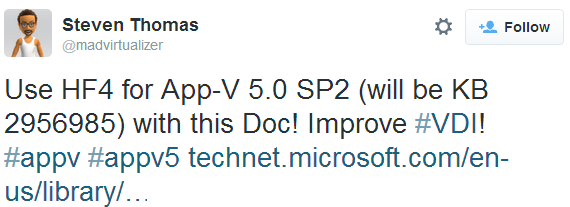 Steven Thomas
@madvirtualizer
Follow
Use HF4 for App-V 5.0 SP2 (will be KB
2956985) with this Doc! Improve #VDI!
#appv #appv5 technet.microsoft.com/en-
us/library/…